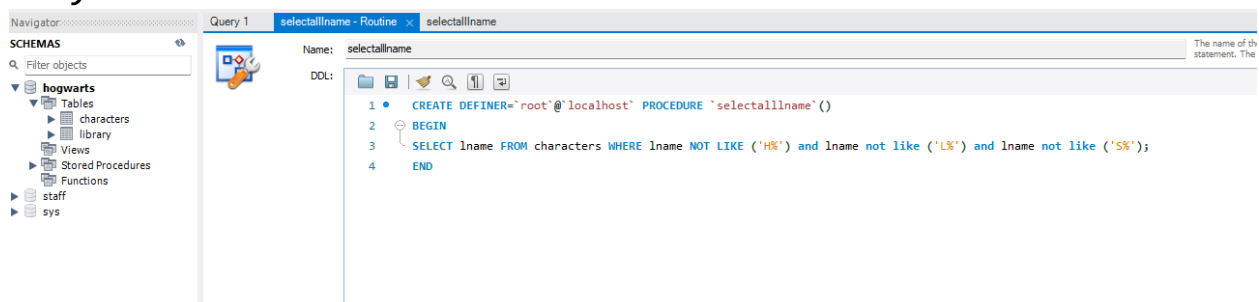 Navigator
Query 1
selectalllname - Routine
selectalllname
SCHEMAS
Filter objects
hogwarts
Tables
characters
library
Views
Stored Procedures
Functions
staff
sys
Name:
selectalllname
The name of the
statement. The
DDL:
1
CREATE DEFINER=`root`@`localhost` PROCEDURE `selectalllname`()
2
BEGIN
3
SELECT lname FROM characters WHERE lname NOT LIKE ('H%') and lname not like ('L%') and lname not like ('S%');
4
END